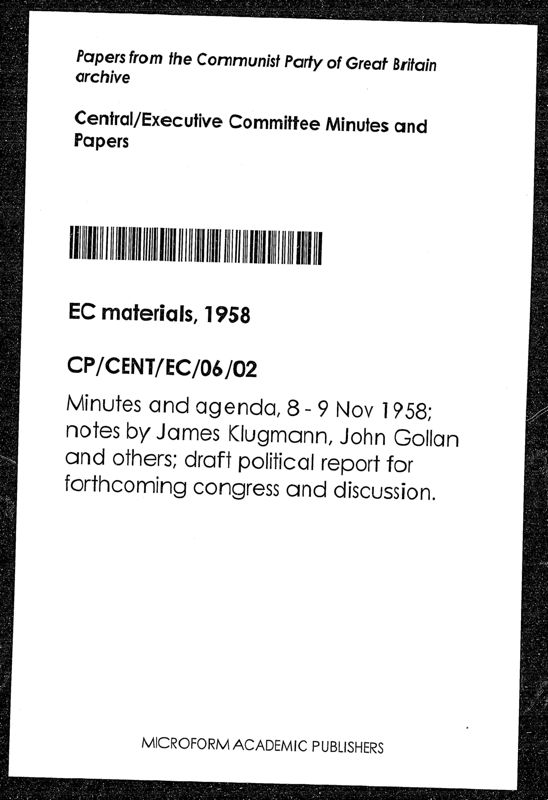 Papers from the Communist Party of Great Britain
archive
Central/Executive Committee Minutes and
Papers
EC materials, 1958
CP/CENT/EC/06/02
Minutes and agenda, 8 - 9 Nov 1958;
notes by James Klugmann, John Gollan
and others; draft political report for
forthcoming congress and discussion.
MICROFORM ACADEMIC PUBLISHERS